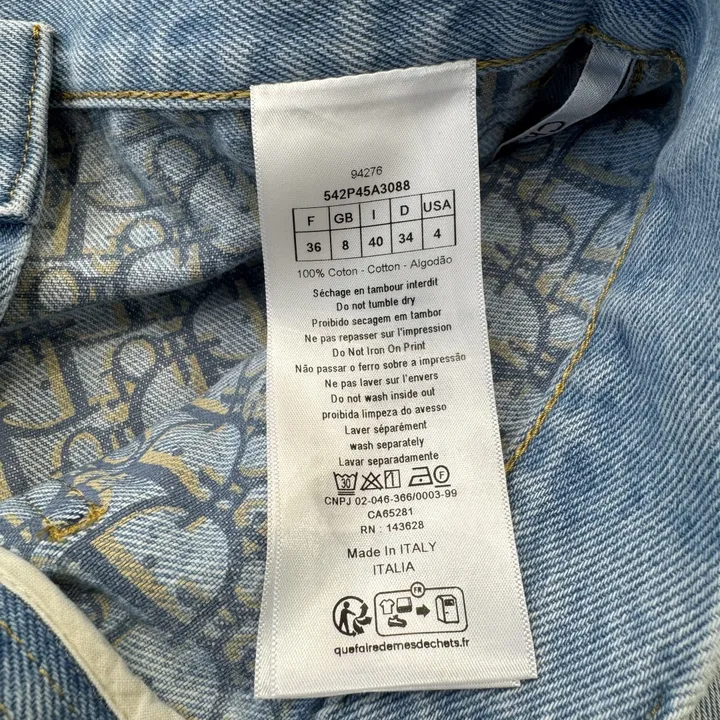 94276
542P45A3088
F GB I D USA
36 8 40 34 4
100% Coton - Cotton - Algodão
Séchage en tambour interdit
Do not tumble dry
Proibido secagem em tambor
Ne pas repasser sur l'impression
Do Not Iron On Print
Não passar o ferro sobre a impressão
Ne pas laver sur l'envers
Do not wash inside out
proibida limpeza do avesso
Laver séparèment
wash separately
Lavar separadamente
30 F
CNPJ 02-046-366/0003-99
CA65281
RN : 143628
Made In ITALY
ITALIA
FR
quefairedemesdechets.fr